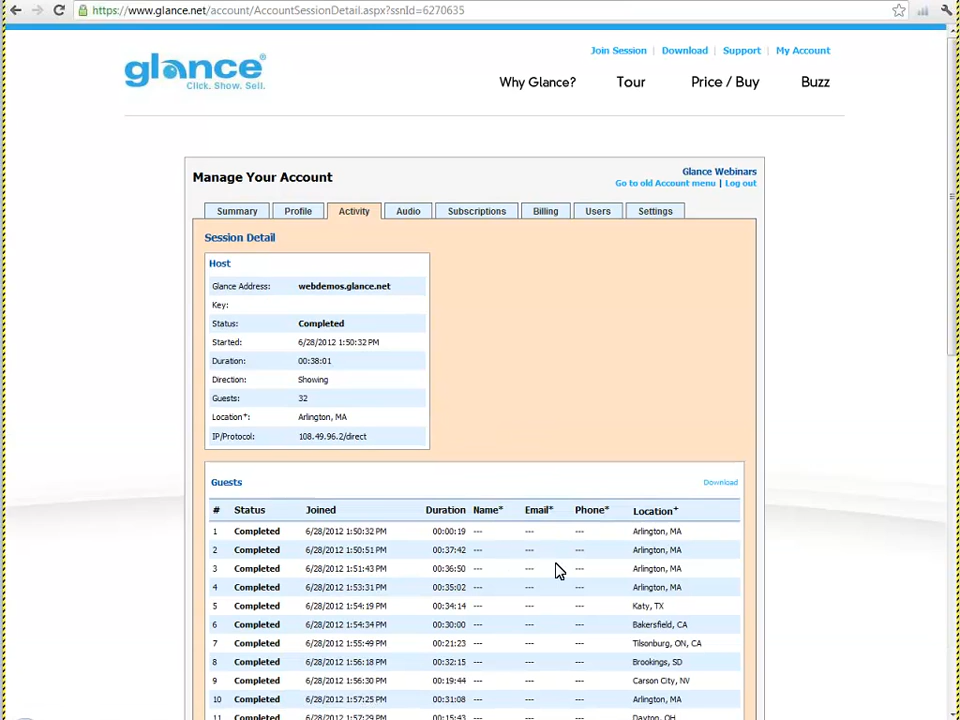 https://www.glance.net/account/AccountSessionDetail.aspx?ssnId=6270635
Join Session | Download | Support | My Account
glance®
Click. Show. Sell.
Why Glance? Tour Price / Buy Buzz
Manage Your Account
Glance Webinars
Go to old Account menu | Log out
Summary Profile Activity Audio Subscriptions Billing Users Settings
Session Detail
Host
Glance Address: webdemos.glance.net
Key:
Status: Completed
Started: 6/28/2012 1:50:32 PM
Duration: 00:38:01
Direction: Showing
Guests: 32
Location*: Arlington, MA
IP/Protocol: 108.49.96.2/direct
Guests Download
# Status Joined Duration Name* Email* Phone* Location+
1 Completed 6/28/2012 1:50:32 PM 00:00:19 --- --- --- Arlington, MA
2 Completed 6/28/2012 1:50:51 PM 00:37:42 --- --- --- Arlington, MA
3 Completed 6/28/2012 1:51:43 PM 00:36:50 --- --- --- Arlington, MA
4 Completed 6/28/2012 1:53:31 PM 00:35:02 --- --- --- Arlington, MA
5 Completed 6/28/2012 1:54:19 PM 00:34:14 --- --- --- Katy, TX
6 Completed 6/28/2012 1:54:34 PM 00:30:00 --- --- --- Bakersfield, CA
7 Completed 6/28/2012 1:55:49 PM 00:21:23 --- --- --- Tilsonburg, ON, CA
8 Completed 6/28/2012 1:56:18 PM 00:32:15 --- --- --- Brookings, SD
9 Completed 6/28/2012 1:56:30 PM 00:19:44 --- --- --- Carson City, NV
10 Completed 6/28/2012 1:57:25 PM 00:31:08 --- --- --- Arlington, MA
11 Completed 6/28/2012 1:57:29 PM 00:15:43 --- --- --- Dayton, OH